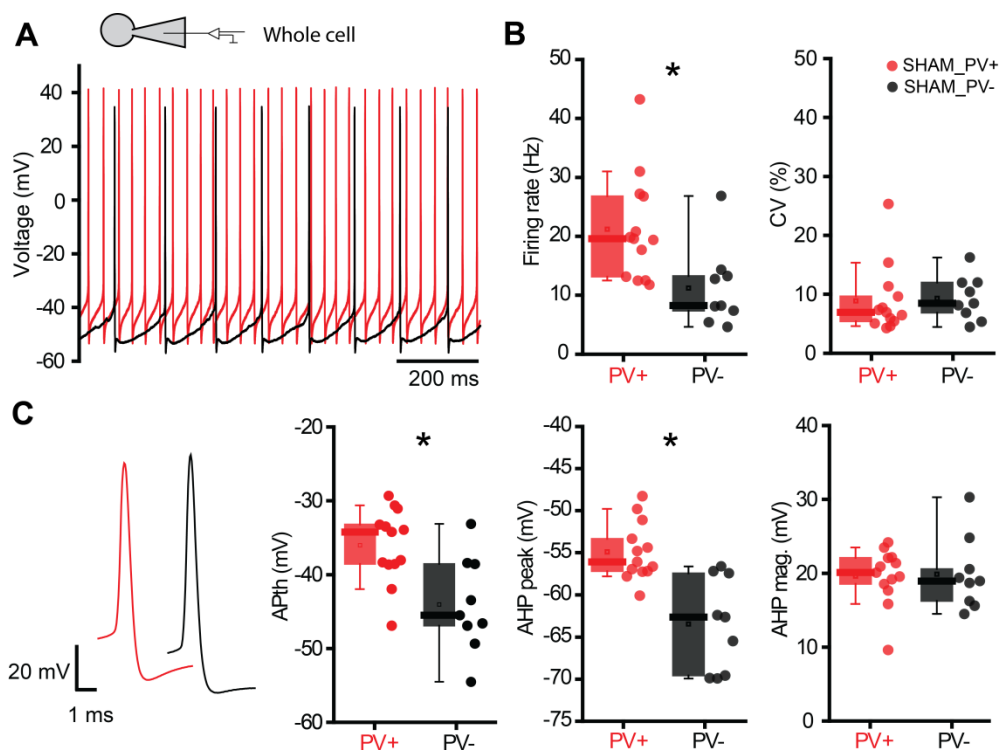 A
Whole cell
Voltage (mV)
40
20
0
-20
-40
-60
200 ms
B
Firing rate (Hz)
50
40
30
20
10
0
*
PV+
PV-
CV (%)
50
40
30
20
10
0
SHAM_PV+
SHAM_PV-
PV+
PV-
C
20 mV
1 ms
APth (mV)
-20
-30
-40
-50
-60
*
PV+
PV-
AHP peak (mV)
-40
-45
-50
-55
-60
-65
-70
-75
*
PV+
PV-
AHP mag. (mV)
40
30
20
10
0
PV+
PV-